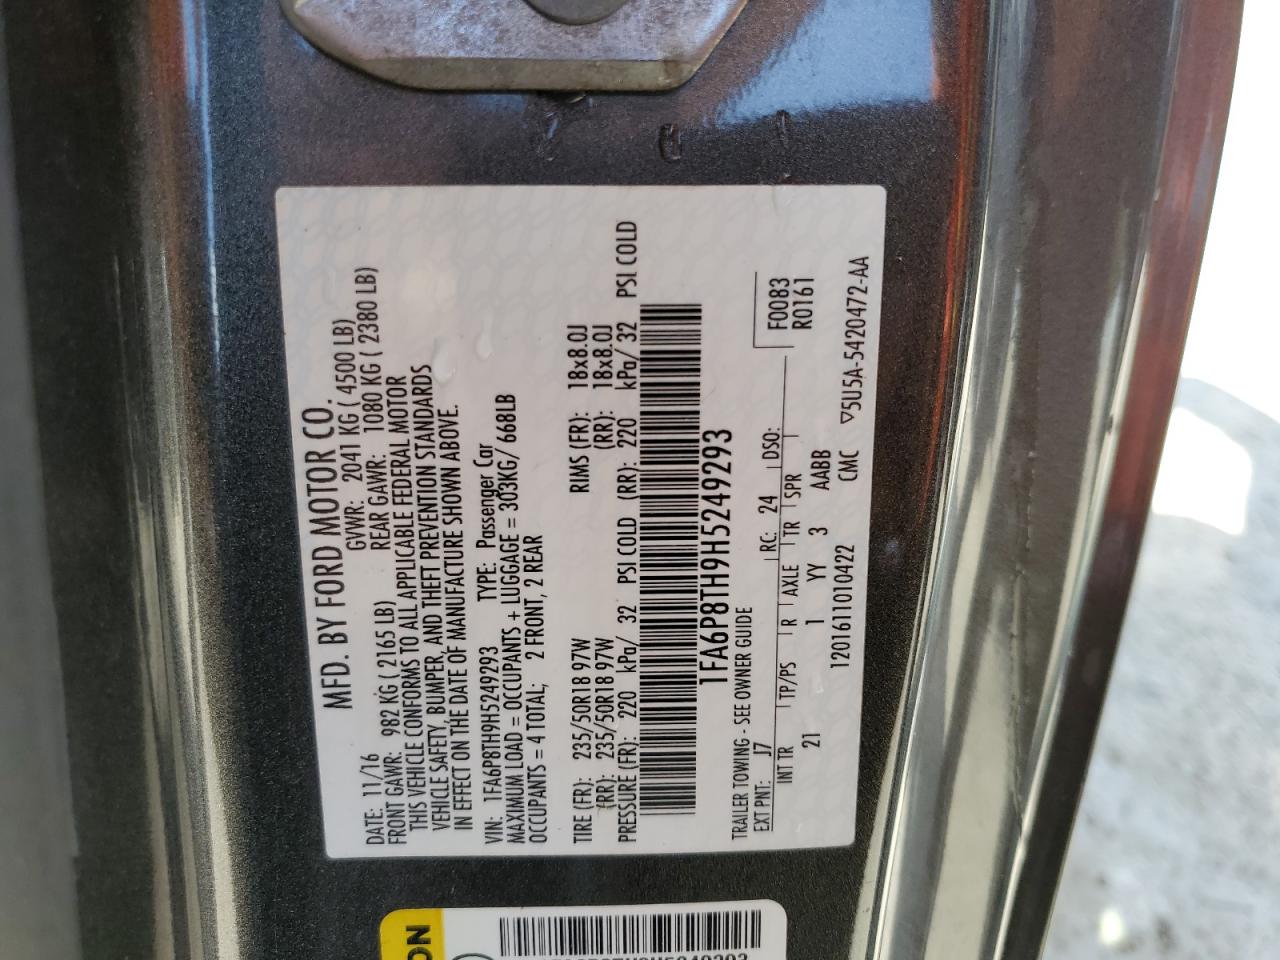 MFD. BY FORD MOTOR CO.
DATE: 11/16 GVWR: 2041 KG ( 4500 LB)
FRONT GAWR: 982 KG ( 2165 LB) REAR GAWR: 1080 KG ( 2380 LB)
THIS VEHICLE CONFORMS TO ALL APPLICABLE FEDERAL MOTOR
VEHICLE SAFETY, BUMPER, AND THEFT PREVENTION STANDARDS
IN EFFECT ON THE DATE OF MANUFACTURE SHOWN ABOVE.
VIN: 1FA6P8TH9H5249293 TYPE: Passenger Car
MAXIMUM LOAD = OCCUPANTS + LUGGAGE = 303KG/ 668LB
OCCUPANTS = 4 TOTAL; 2 FRONT, 2 REAR
TIRE (FR): 235/50R18 97W RIMS (FR): 18x8.0J
(RR): 235/50R18 97W (RR): 18x8.0J
PRESSURE (FR): 220 kPa/ 32 PSI COLD (RR): 220 kPa/ 32 PSI COLD
1FA6P8TH9H5249293
TRAILER TOWING - SEE OWNER GUIDE
EXT PNT: J7 RC: 24 DSO: F0083
R0161
INT TR TP/PS R AXLE TR SPR
21 1 YY 3 AABB
1201611010422 CMC ▽5U5A-5420472-AA